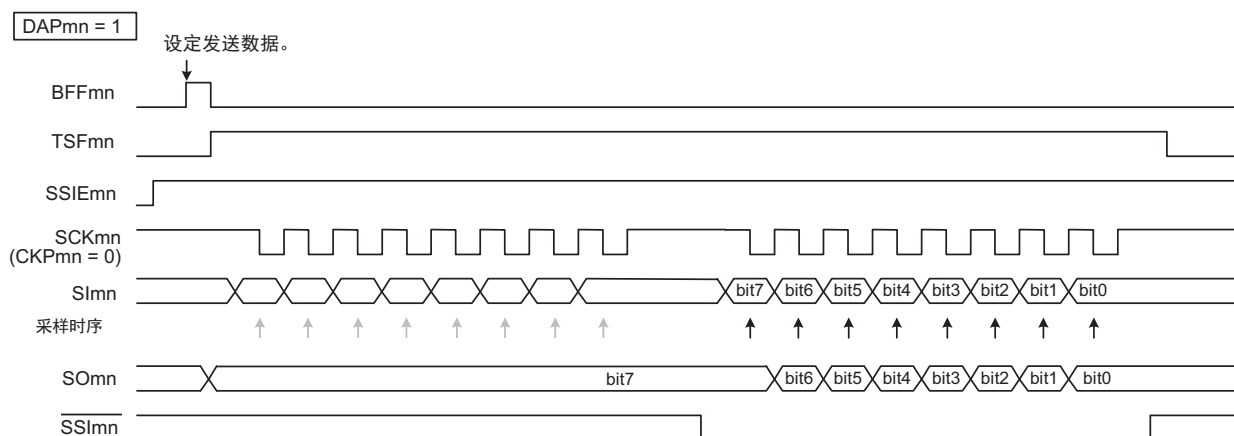 DAPmn = 1
设定发送数据。
BFFmn
TSFmn
SSIEmn
SCKmn
(CKPmn = 0)
SImn
bit7 bit6 bit5 bit4 bit3 bit2 bit1 bit0
采样时序
SOmn
bit7 bit6 bit5 bit4 bit3 bit2 bit1 bit0
SSImn